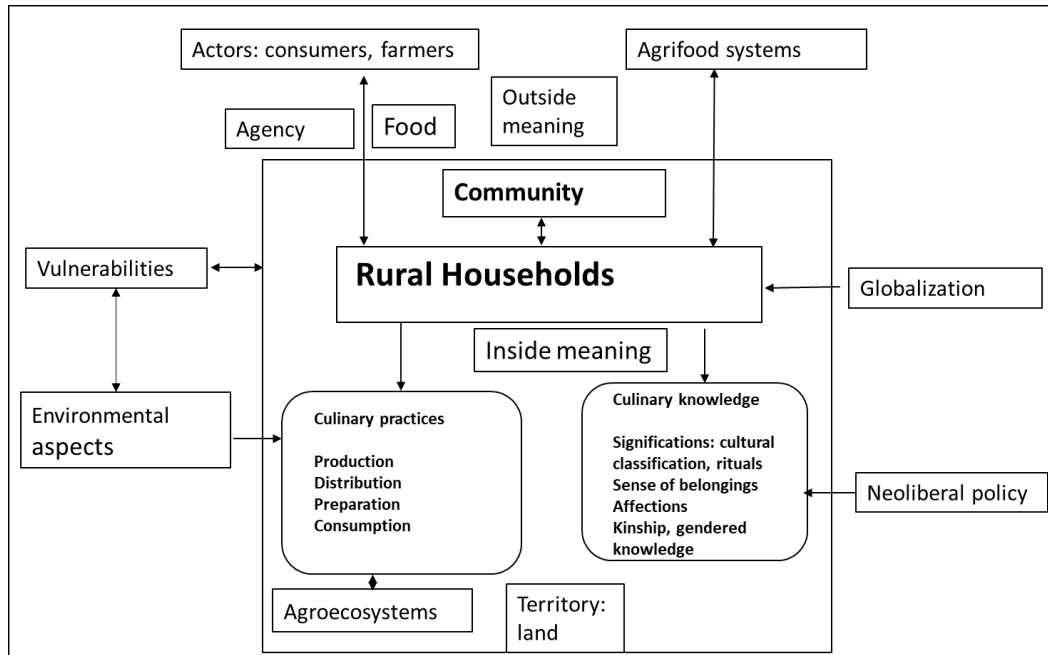 Actors: consumers, farmers
Agrifood systems
Agency
Food
Outside
meaning
Community
Vulnerabilities
Rural Households
Globalization
Inside meaning
Environmental
aspects
Culinary practices
Production
Distribution
Preparation
Consumption
Culinary knowledge
Significations: cultural
classification, rituals
Sense of belongings
Affections
Kinship, gendered
knowledge
Neoliberal policy
Agroecosystems
Territory:
land